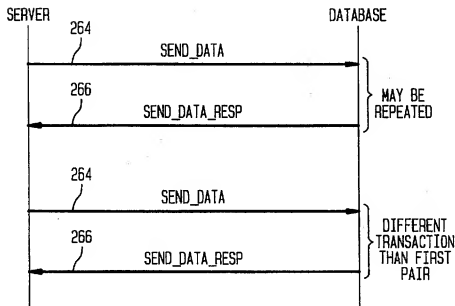 SERVER
DATABASE
264
SEND_DATA
266
SEND_DATA_RESP
MAY BE
REPEATED
264
SEND_DATA
266
SEND_DATA_RESP
DIFFERENT
TRANSACTION
THAN FIRST
PAIR